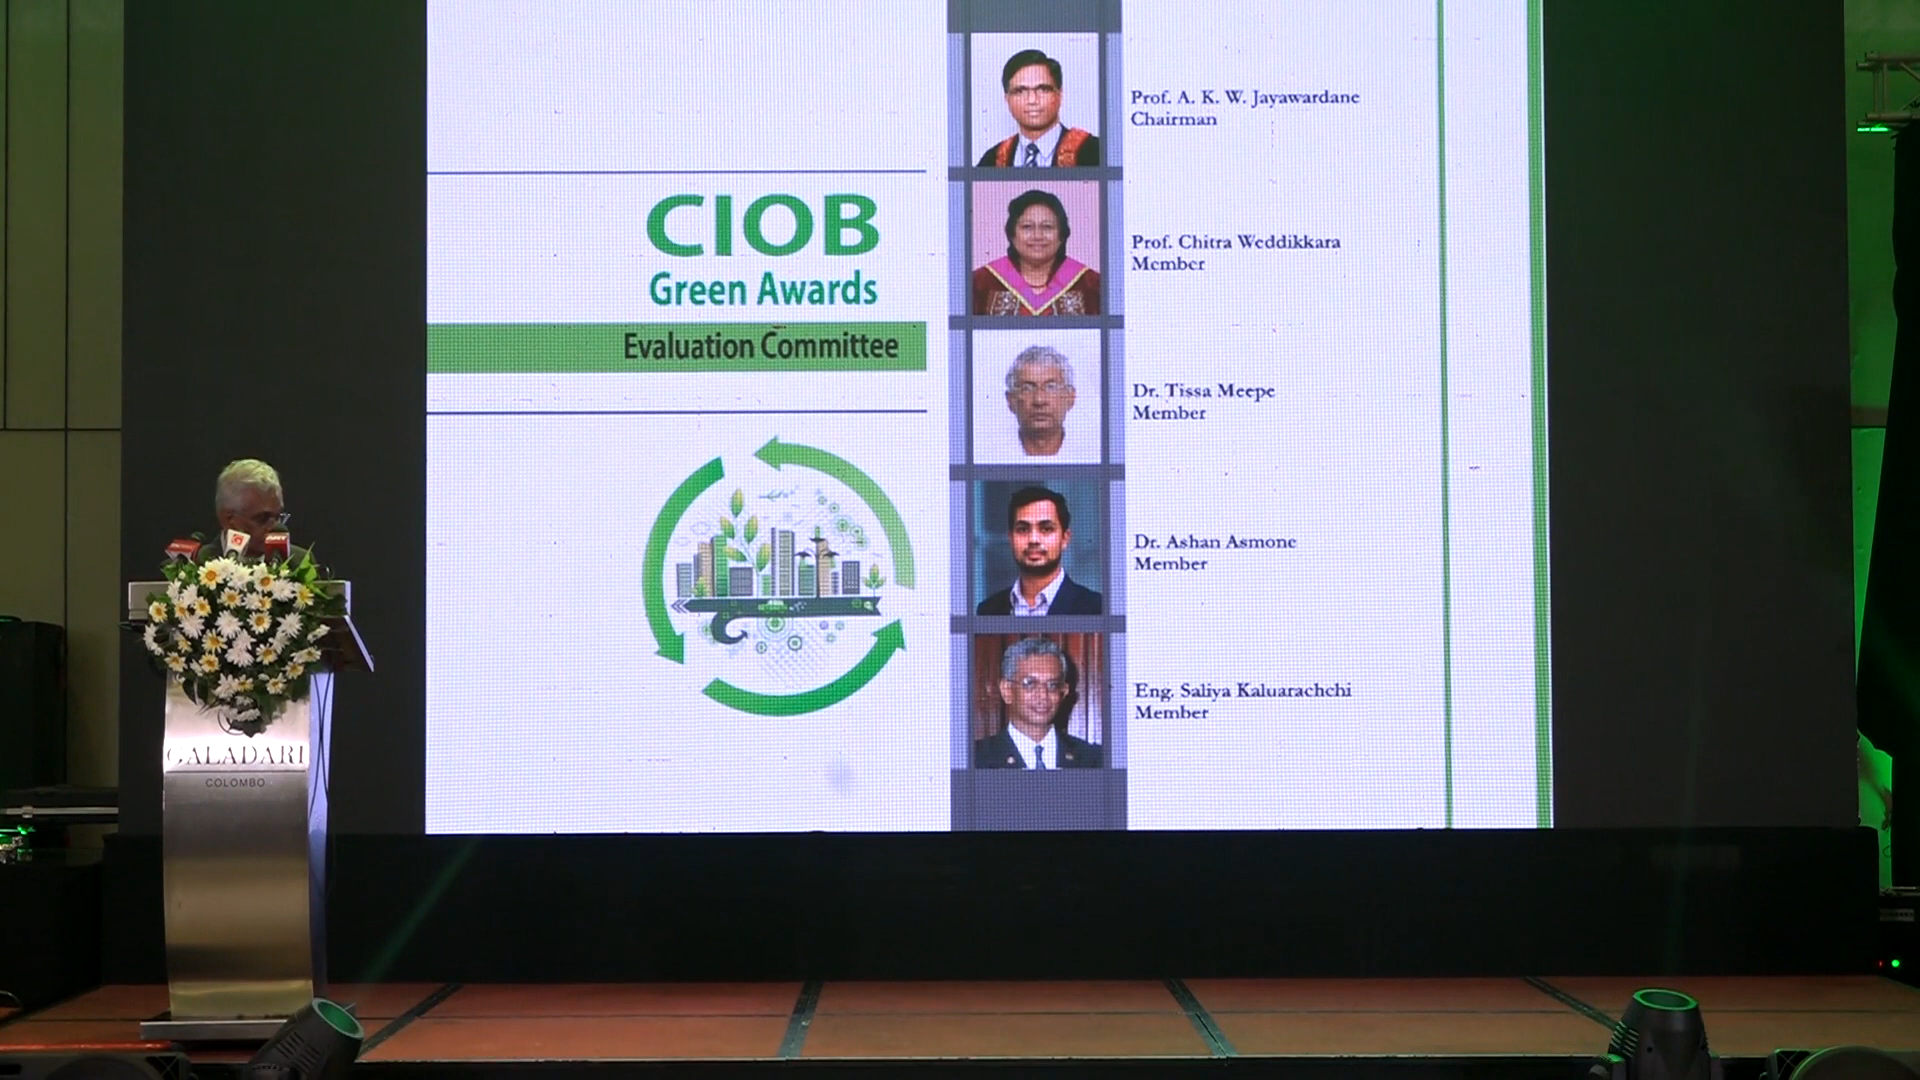 CIOB
Green Awards
Evaluation Committee
Prof. A. K. W. Jayawardane
Chairman
Prof. Chitra Weddikkara
Member
Dr. Tissa Meepe
Member
Dr. Ashan Asmone
Member
Eng. Saliya Kaluarachchi
Member
GALADARI
COLOMBO